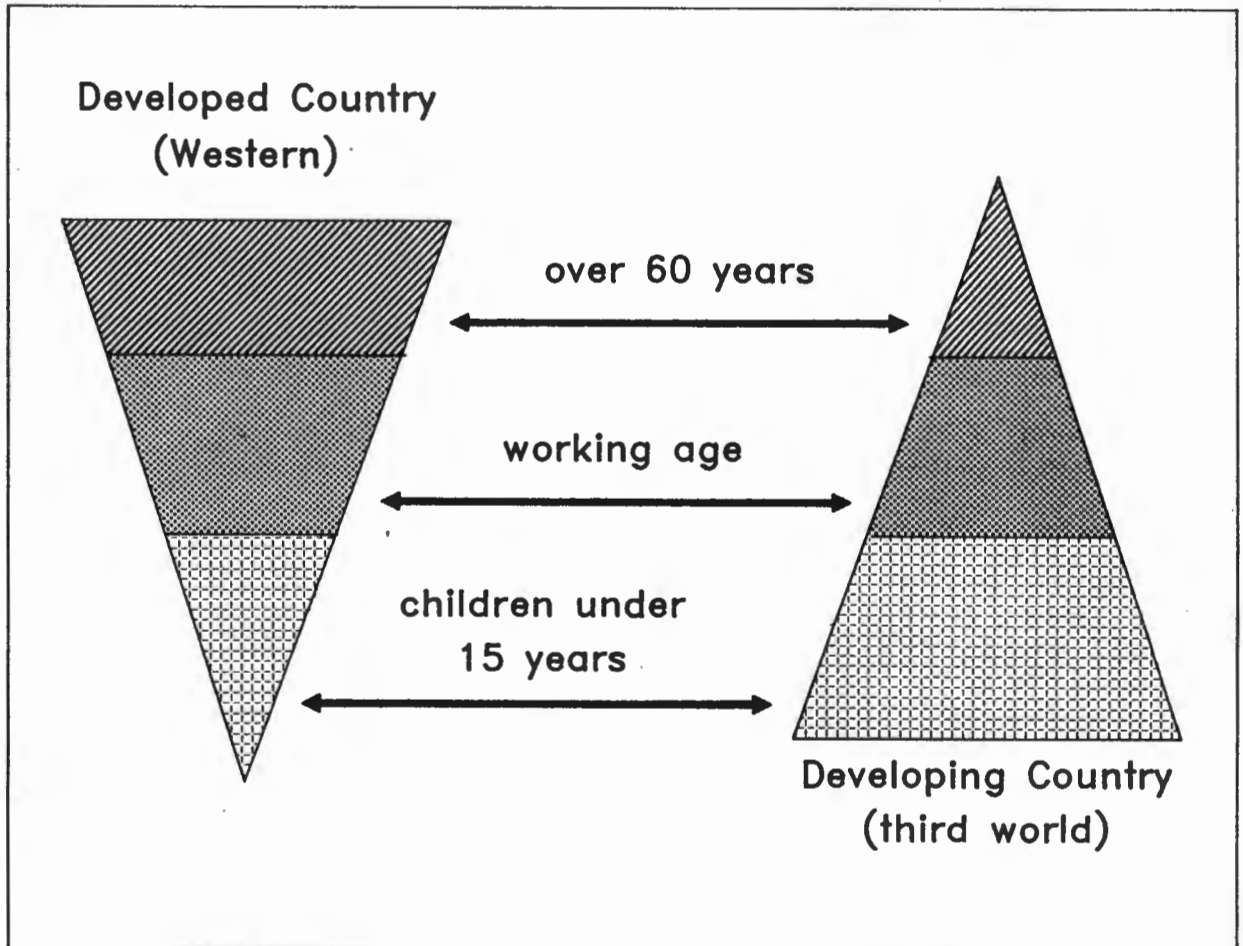 Developed Country
(Western)
over 60 years
working age
children under
15 years
Developing Country
(third world)